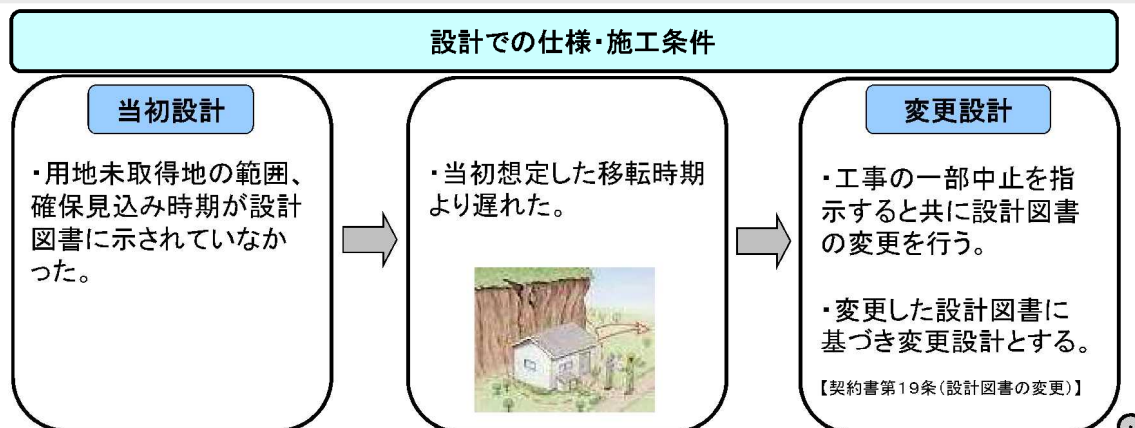 設計での仕様・施工条件
当初設計
・用地未取得地の範囲、
確保見込み時期が設計
図書に示されていなか
った。
・当初想定した移転時期
より遅れた。
変更設計
・工事の一部中止を指
示すると共に設計図書
の変更を行う。
・変更した設計図書に
基づき変更設計とする。
【契約書第19条(設計図書の変更)】